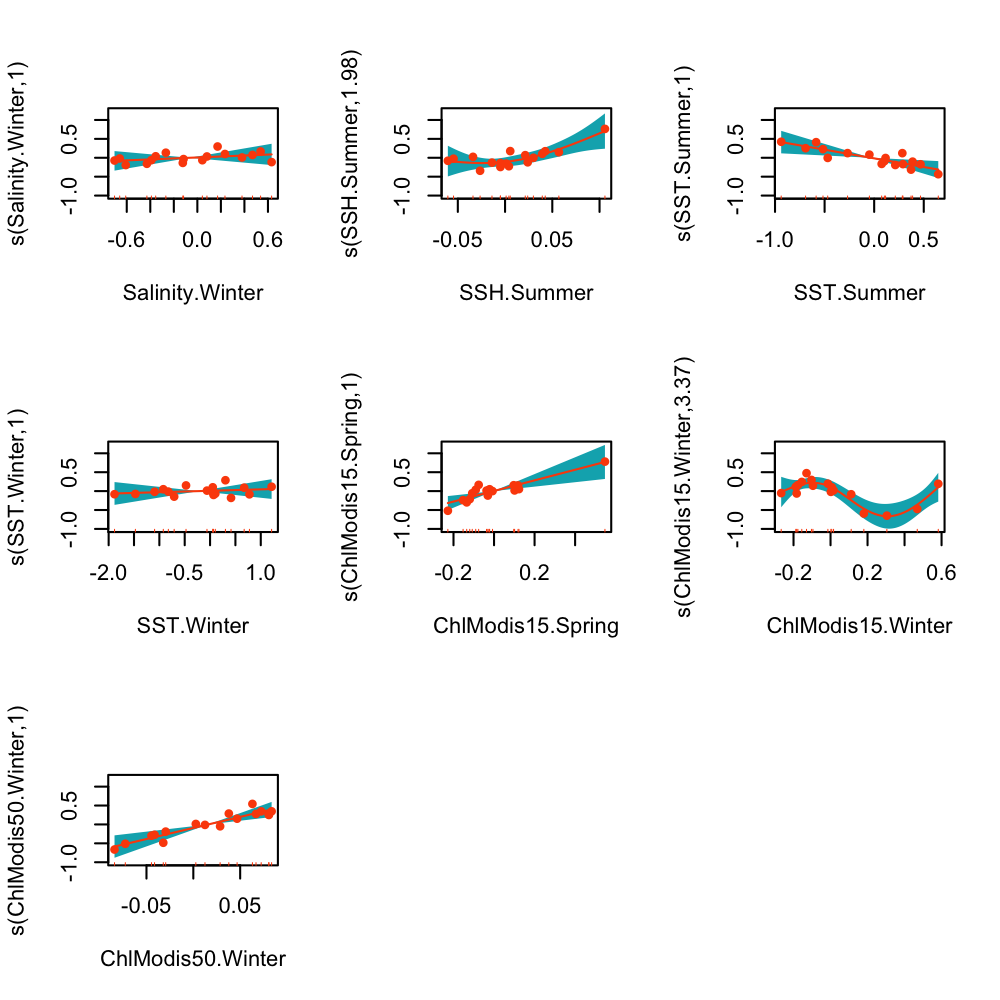 s(Salinity.Winter,1)
0.5
-1.0
-0.6 0.0 0.6
Salinity.Winter
s(SSH.Summer,1.98)
0.5
-1.0
-0.05 0.05
SSH.Summer
s(SST.Summer,1)
0.5
-1.0
-1.0 0.0 0.5
SST.Summer
s(SST.Winter,1)
0.5
-1.0
-2.0 -0.5 1.0
SST.Winter
s(ChlModis15.Spring,1)
0.5
-1.0
-0.2 0.2
ChlModis15.Spring
s(ChlModis15.Winter,3.37)
0.5
-1.0
-0.2 0.2 0.6
ChlModis15.Winter
s(ChlModis50.Winter,1)
0.5
-1.0
-0.05 0.05
ChlModis50.Winter